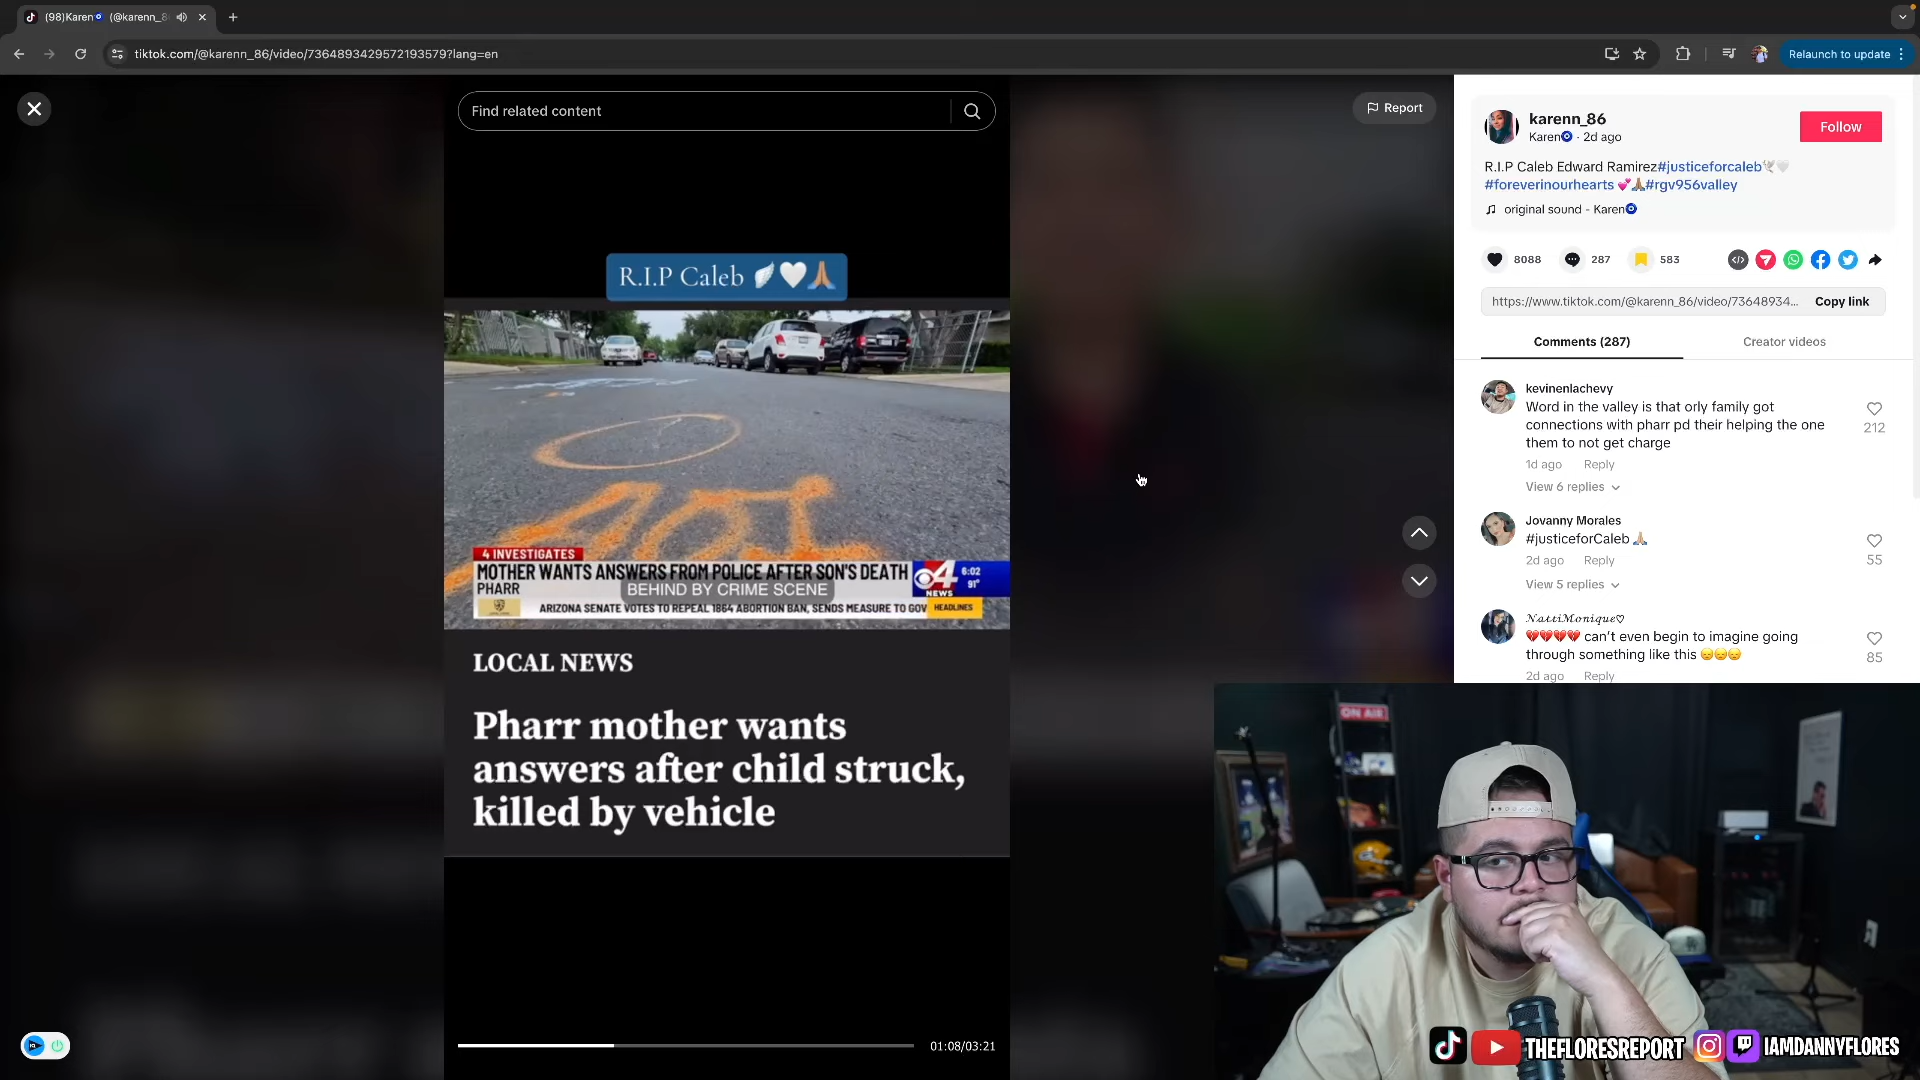 (98)Karen (@karenn_8
tiktok.com/@karenn_86/video/7364893429572193579?lang=en
Relaunch to update
Find related content
Report
R.I.P Caleb
4 INVESTIGATES
MOTHER WANTS ANSWERS FROM POLICE AFTER SON'S DEATH
PHARR
BEHIND BY CRIME SCENE
4 NEWS
6:02
91°
ARIZONA SENATE VOTES TO REPEAL 1864 ABORTION BAN, SENDS MEASURE TO GOV
HEADLINES
LOCAL NEWS
Pharr mother wants
answers after child struck,
killed by vehicle
01:08/03:21
karenn_86
Karen🧿 · 2d ago
Follow
R.I.P Caleb Edward Ramirez#justiceforcaleb🕊🤍
#foreverinourhearts 💕🙏🏽#rgv956valley
original sound - Karen🧿
8088
287
583
https://www.tiktok.com/@karenn_86/video/73648934...
Copy link
Comments (287)
Creator videos
kevinenlachevy
Word in the valley is that orly family got
connections with pharr pd their helping the one
them to not get charge
212
1d ago Reply
View 6 replies
Jovanny Morales
#justiceforCaleb 🙏🏼
55
2d ago Reply
View 5 replies
𝓝𝓪𝓽𝓽𝓲𝓜𝓸𝓷𝓲𝓺𝓾𝓮♡
💔💔💔💔 can't even begin to imagine going
through something like this 😞😞😞
85
2d ago Reply
ON AIR
THEFLORESREPORT
IAMDANNYFLORES